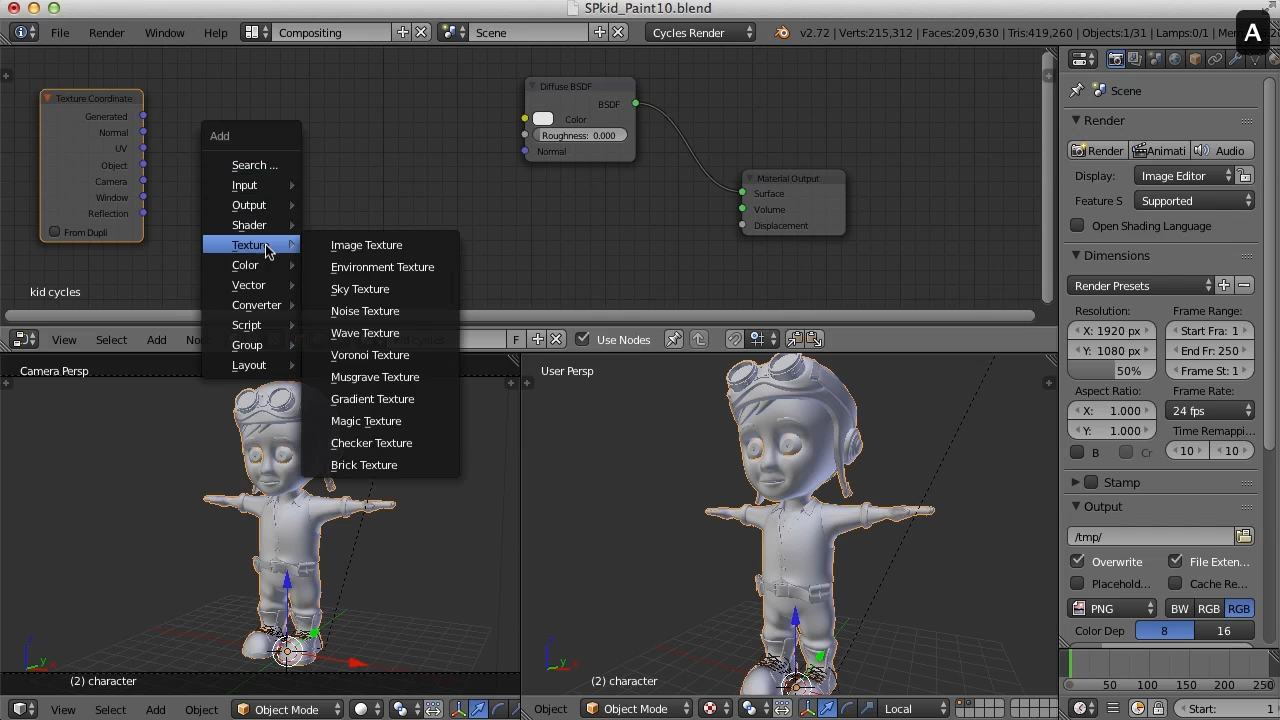 SPkid_Paint10.blend
File Render Window Help Compositing Scene Cycles Render v2.72 | Verts:215,312 | Faces:209,630 | Tris:419,260 | Objects:1/31 | Lamps:0/1 |
A
Texture Coordinate
Generated
Normal
UV
Object
Camera
Window
Reflection
From Dupli
kid cycles
Add
Search ...
Input
Output
Shader
Texture
Color
Vector
Converter
Script
Group
Layout
Image Texture
Environment Texture
Sky Texture
Noise Texture
Wave Texture
Voronoi Texture
Musgrave Texture
Gradient Texture
Magic Texture
Checker Texture
Brick Texture
Diffuse BSDF
BSDF
Color
Roughness: 0.000
Normal
Material Output
Surface
Volume
Displacement
View Select Add F Use Nodes
Camera Persp
(2) character
User Persp
(2) character
View Select Add Object Object Mode
Object Object Mode Local
Scene
Render
Render Animati Audio
Display: Image Editor
Feature S Supported
Open Shading Language
Dimensions
Render Presets
Resolution: Frame Range:
X: 1920 px Start Fra: 1
Y: 1080 px End Fr: 250
50% Frame St: 1
Aspect Ratio: Frame Rate:
X: 1.000 24 fps
Y: 1.000 Time Remappi...
B Cr 10 10
Stamp
Output
/tmp/
Overwrite File Exten...
Placehold... Cache Re...
PNG BW RGB RGB
Color Dep 8 16
0 50 100 150 200 250
Start: 1